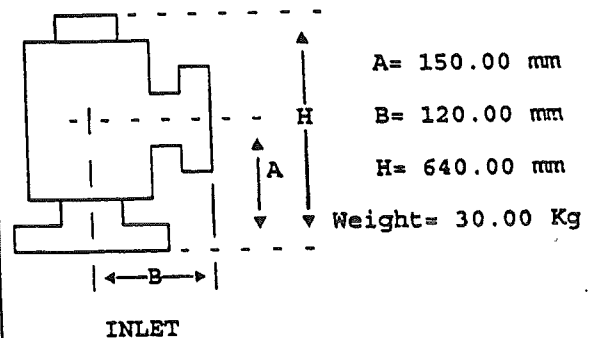 A= 150.00 mm
H
B= 120.00 mm
A
H= 640.00 mm
Weight= 30.00 Kg
B
INLET